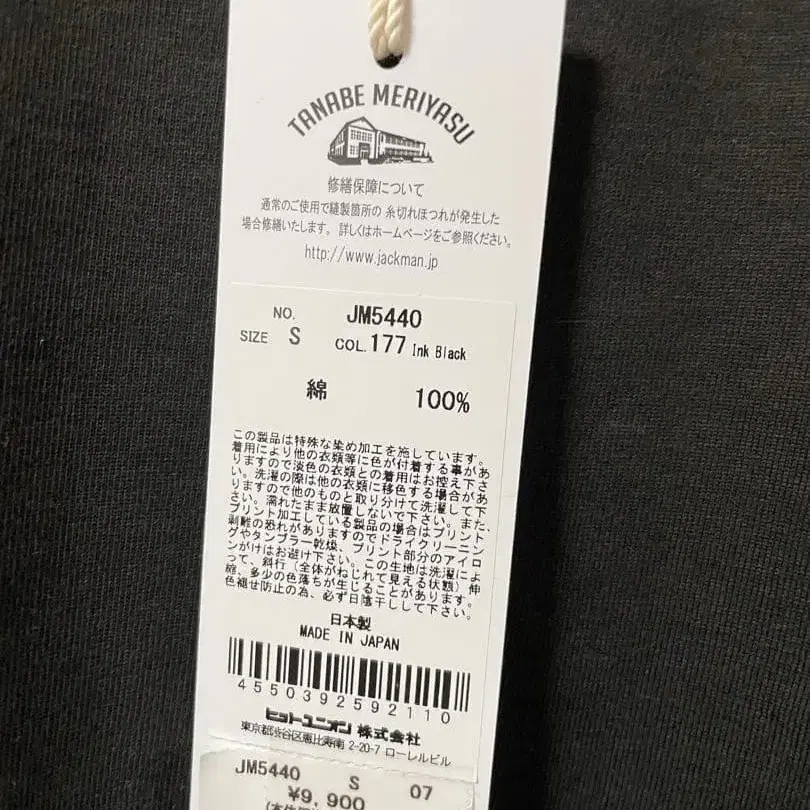 TANABE MERIYASU
修繕保障について
通常のご使用で縫製箇所の 糸切れほつれが発生した
場合修繕いたします。詳しくはホームページをご参照ください。
http://www.jackman.jp
NO. JM5440
SIZE S COL. 177 Ink Black
綿 100%
この製品は特殊な染め加工を施しています。
着用により他の衣類等に色が付着する事があ
りますので淡色の衣類との着用はお控え下さ
い。洗濯の際は他の衣類に移色する場合があ
りますので他のものと取り分けて洗濯して下
さい。濡れたまま放置しないで下さい。また、
プリント加工している製品の場合はプリント
剥離の恐れがありますのでドライクリーニン
グやタンブラー乾燥、プリント部分のアイロ
ンがけはお避け下さい。この生地は洗濯によ
って、斜行(全体がねじれて見える状態)伸
縮、多少の色落ちが生じることがあります。
色褪せ防止の為、必ず日陰干しして下さい。
日本製
MADE IN JAPAN
4550392592110
ヒットユニオン 株式会社
東京都渋谷区恵比寿南 2-20-7 ローレルビル
JM5440 S 07
¥9,900